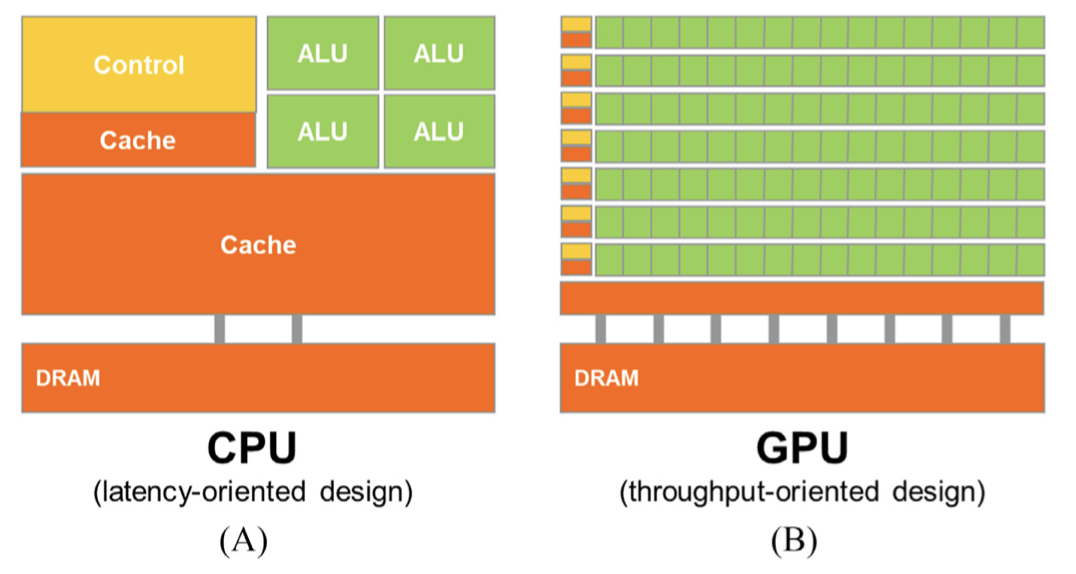 Control
ALU ALU
Cache
ALU ALU
Cache
DRAM
CPU
(latency-oriented design)
(A)
DRAM
GPU
(throughput-oriented design)
(B)